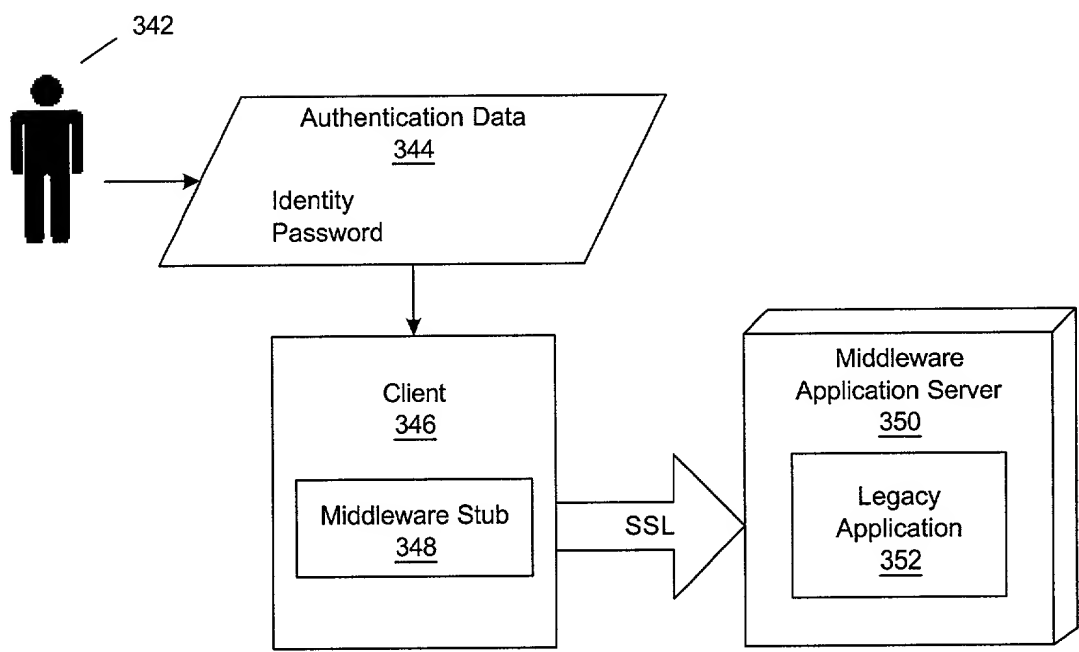 342
Authentication Data
344
Identity
Password
Client
346
Middleware Stub
348
SSL
Middleware
Application Server
350
Legacy
Application
352